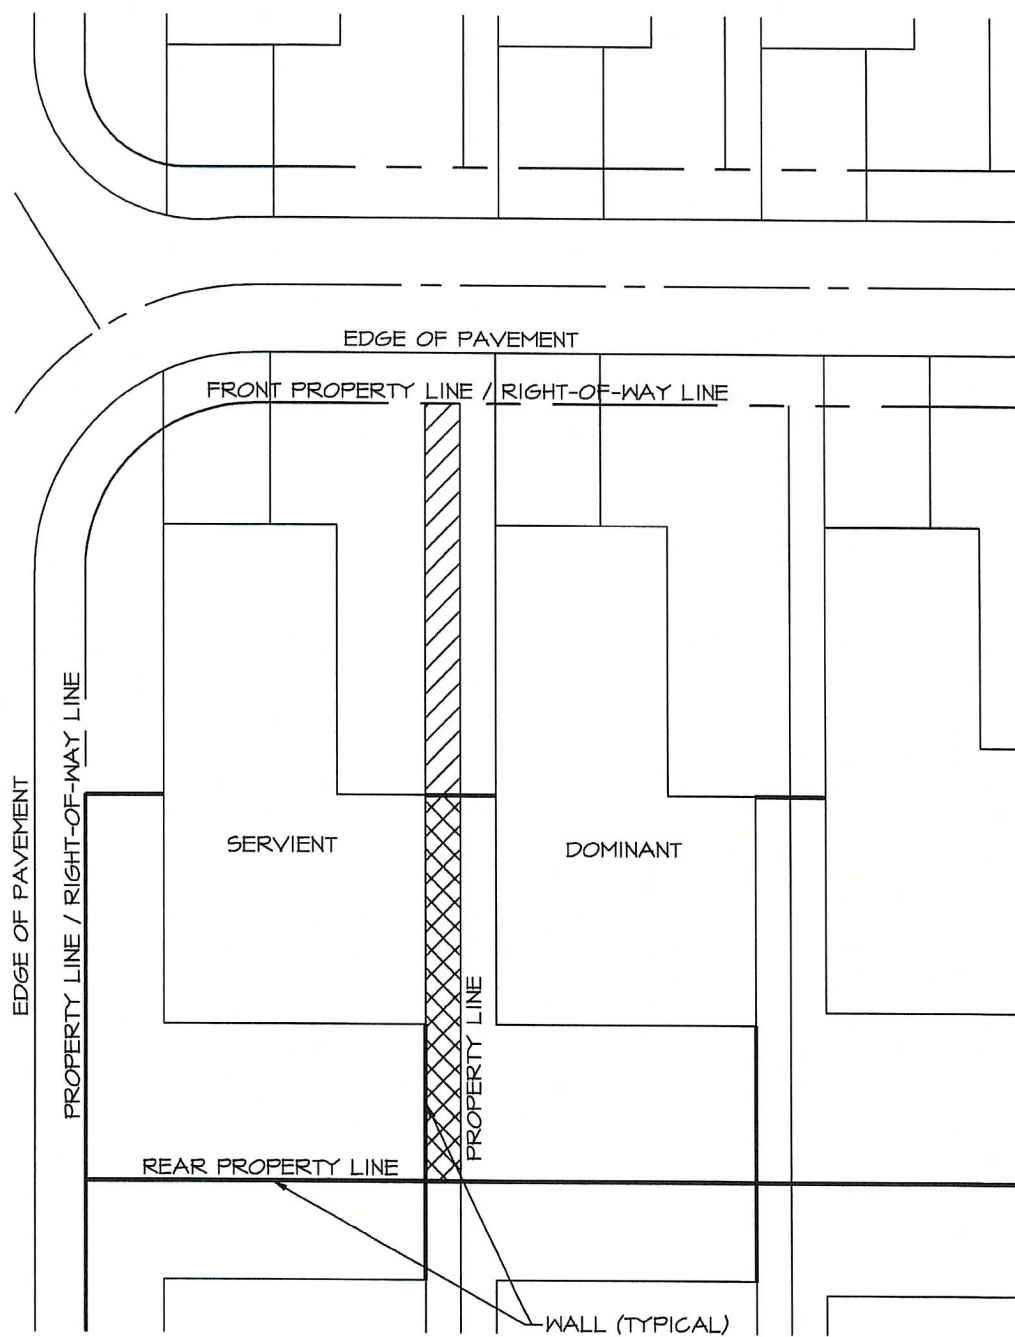 EDGE OF PAVEMENT
FRONT PROPERTY LINE / RIGHT-OF-WAY LINE
EDGE OF PAVEMENT
PROPERTY LINE / RIGHT-OF-WAY LINE
SERVIENT
DOMINANT
PROPERTY LINE
REAR PROPERTY LINE
WALL (TYPICAL)